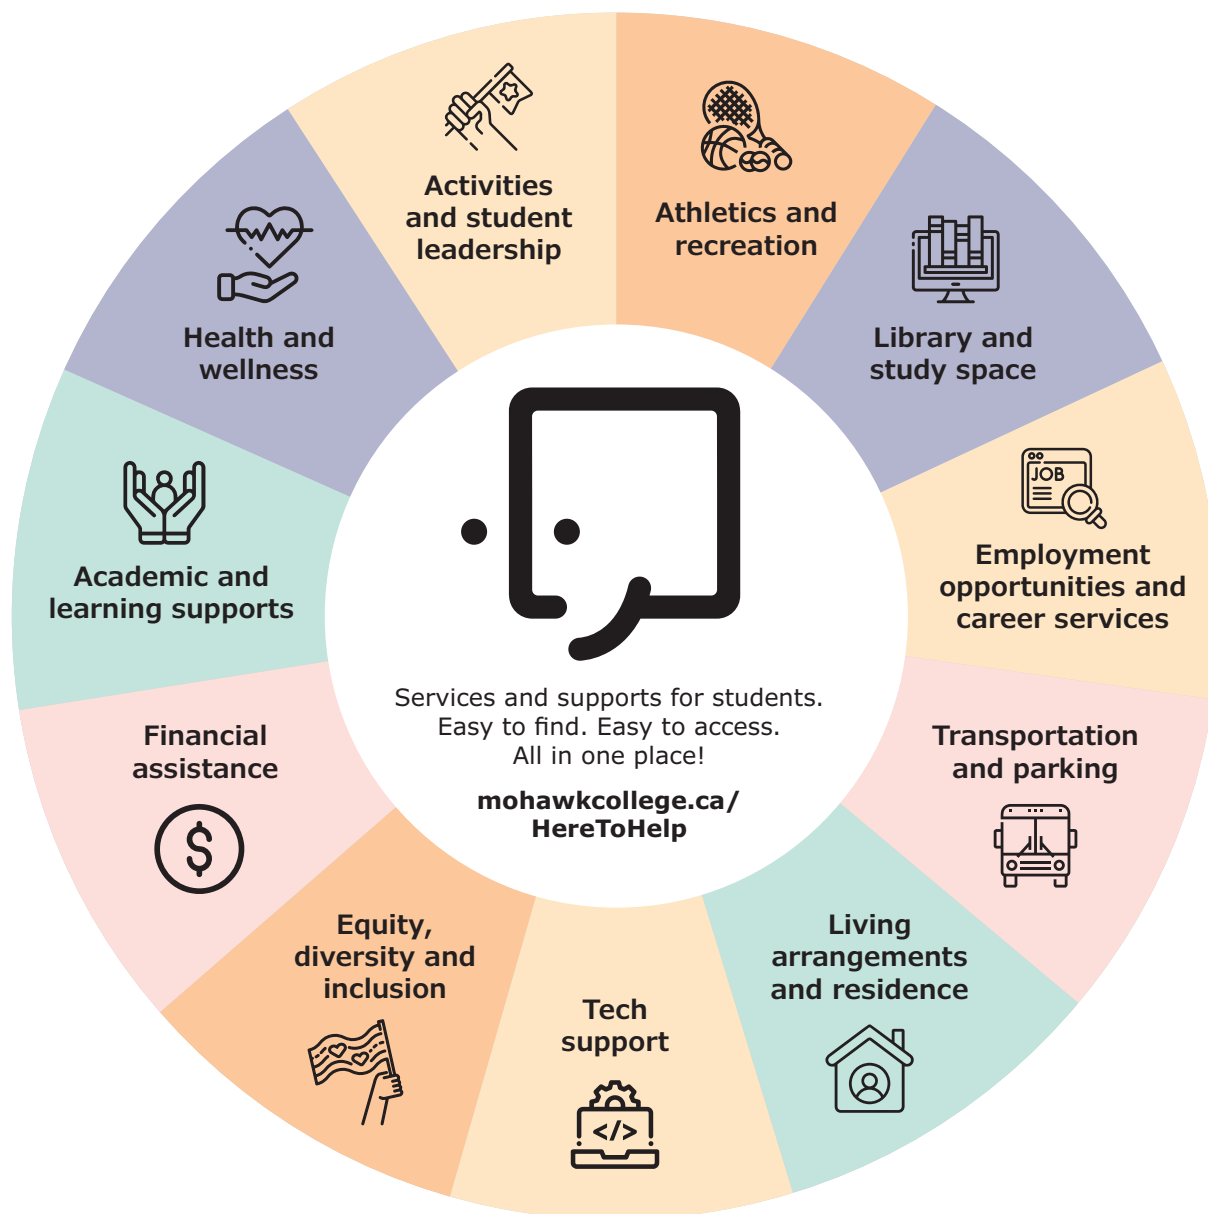 Activities
and student
leadership
Athletics and
recreation
Library and
study space
JOB
Employment
opportunities and
career services
Transportation
and parking
Living
arrangements
and residence
Tech
support
</>
Equity,
diversity and
inclusion
Financial
assistance
$
Academic and
learning supports
Health and
wellness
Services and supports for students.
Easy to find. Easy to access.
All in one place!
mohawkcollege.ca/
HereToHelp